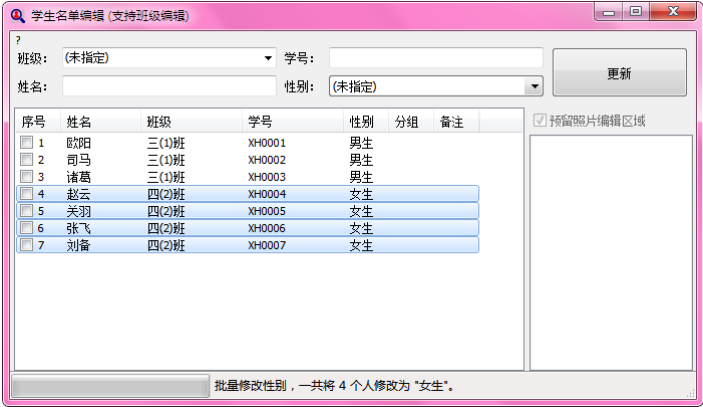 学生名单编辑 (支持班级编辑)
?
班级: (未指定) 学号:
更新
姓名: 性别: (未指定)
序号 姓名 班级 学号 性别 分组 备注
预留照片编辑区域
1 欧阳 三(1)班 XH0001 男生
2 司马 三(1)班 XH0002 男生
3 诸葛 三(1)班 XH0003 男生
4 赵云 四(2)班 XH0004 女生
5 关羽 四(2)班 XH0005 女生
6 张飞 四(2)班 XH0006 女生
7 刘备 四(2)班 XH0007 女生
批量修改性别，一共将 4 个人修改为 "女生"。